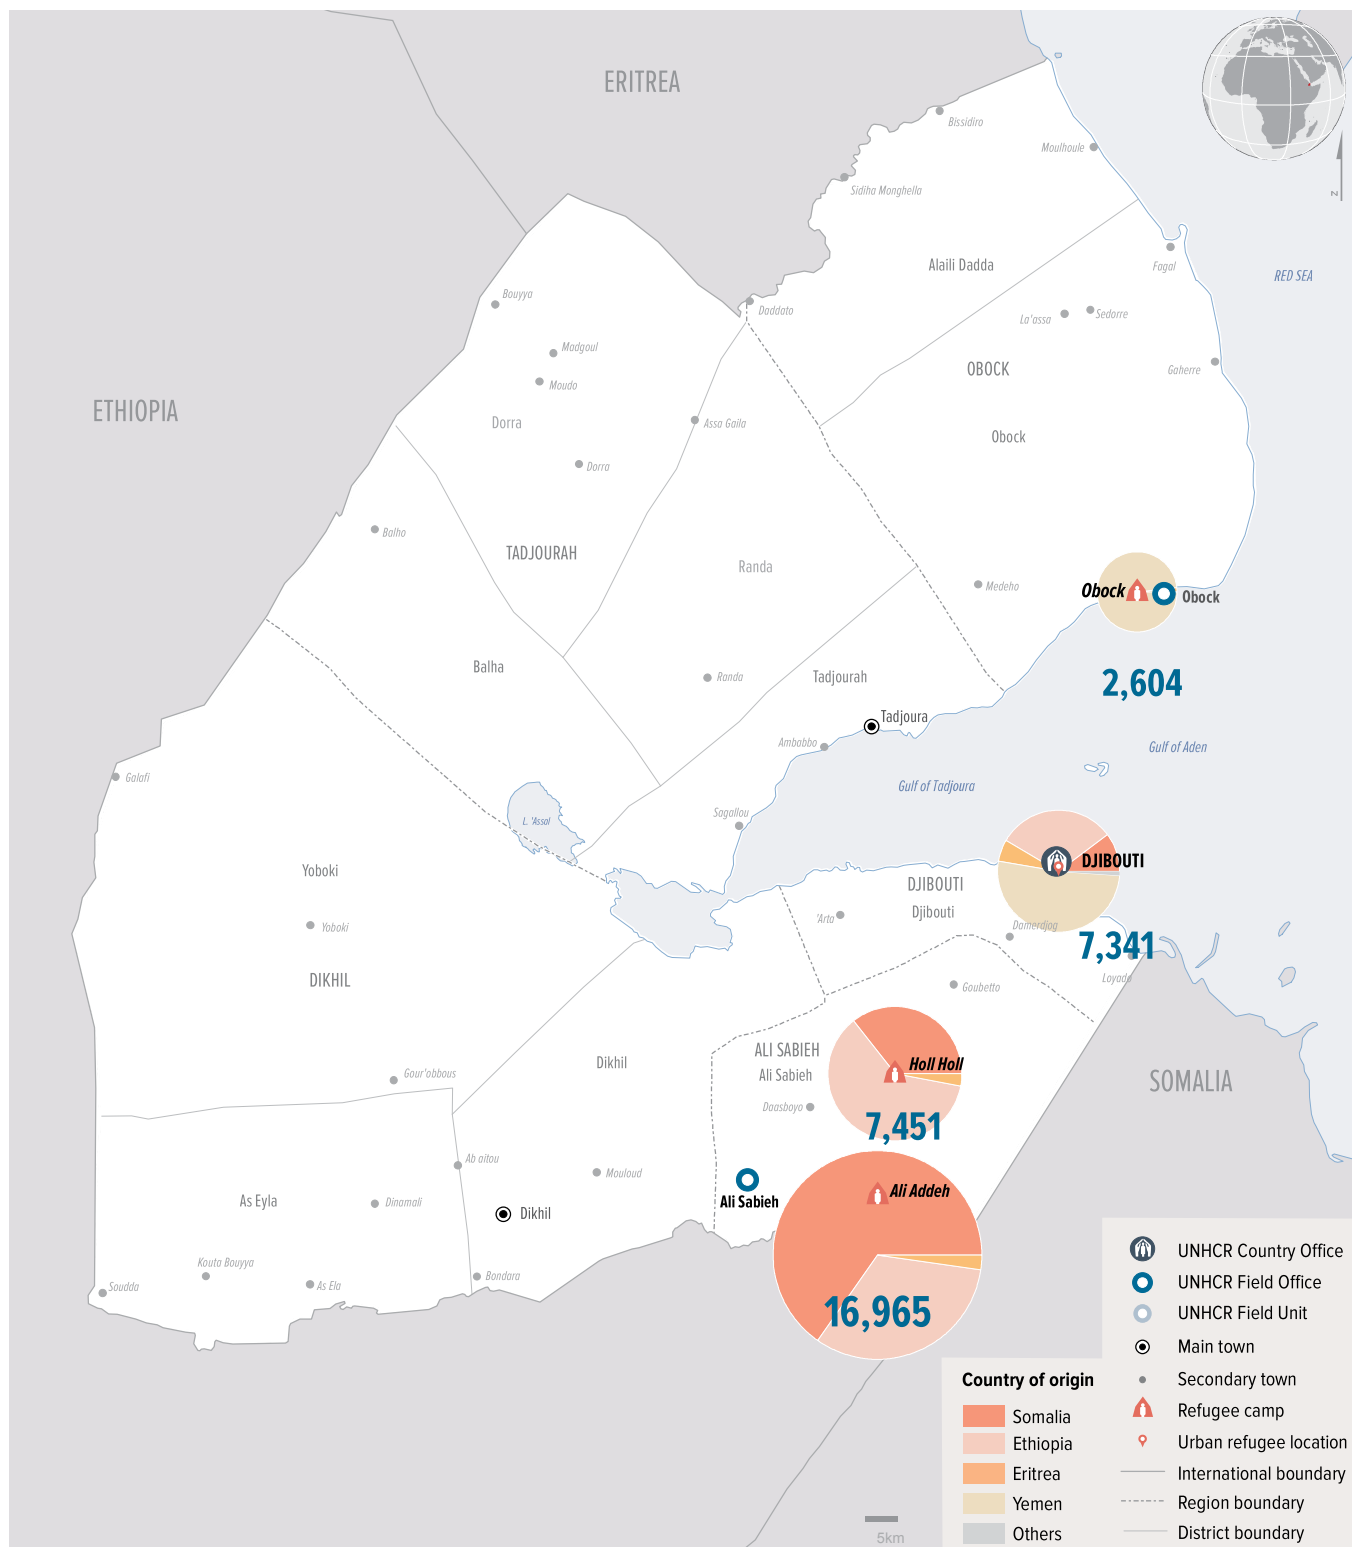 ERITREA
Bissidiro
Moulhoule
Sidiha Monghella
N
Alaili Dadda
Fagal
RED SEA
Bouyya
Daddato
La'assa
Sedorre
Madgoul
OBOCK
Gaherre
Moudo
ETHIOPIA
Dorra
Assa Gaila
Obock
Dorra
Balho
TADJOURAH
Randa
Medeho
Obock
Obock
Balha
Randa
Tadjourah
2,604
Tadjoura
Ambabbo
Gulf of Aden
Galafi
Gulf of Tadjoura
Sagallou
L. 'Assal
DJIBOUTI
Yoboki
DJIBOUTI
'Arta
Djibouti
Damerdjog
Yoboki
7,341
DIKHIL
Loyada
Goubetto
ALI SABIEH
Dikhil
Holl Holl
Gour'obbous
Ali Sabieh
SOMALIA
Daasboyo
7,451
Ab aitou
Mouloud
As Eyla
Dinamali
Ali Sabieh
Ali Addeh
Dikhil
Kouta Bouyya
Soudda
As Ela
Bondara
16,965
UNHCR Country Office
UNHCR Field Office
UNHCR Field Unit
Main town
Secondary town
Refugee camp
Urban refugee location
International boundary
Region boundary
District boundary
Country of origin
Somalia
Ethiopia
Eritrea
Yemen
Others
5km